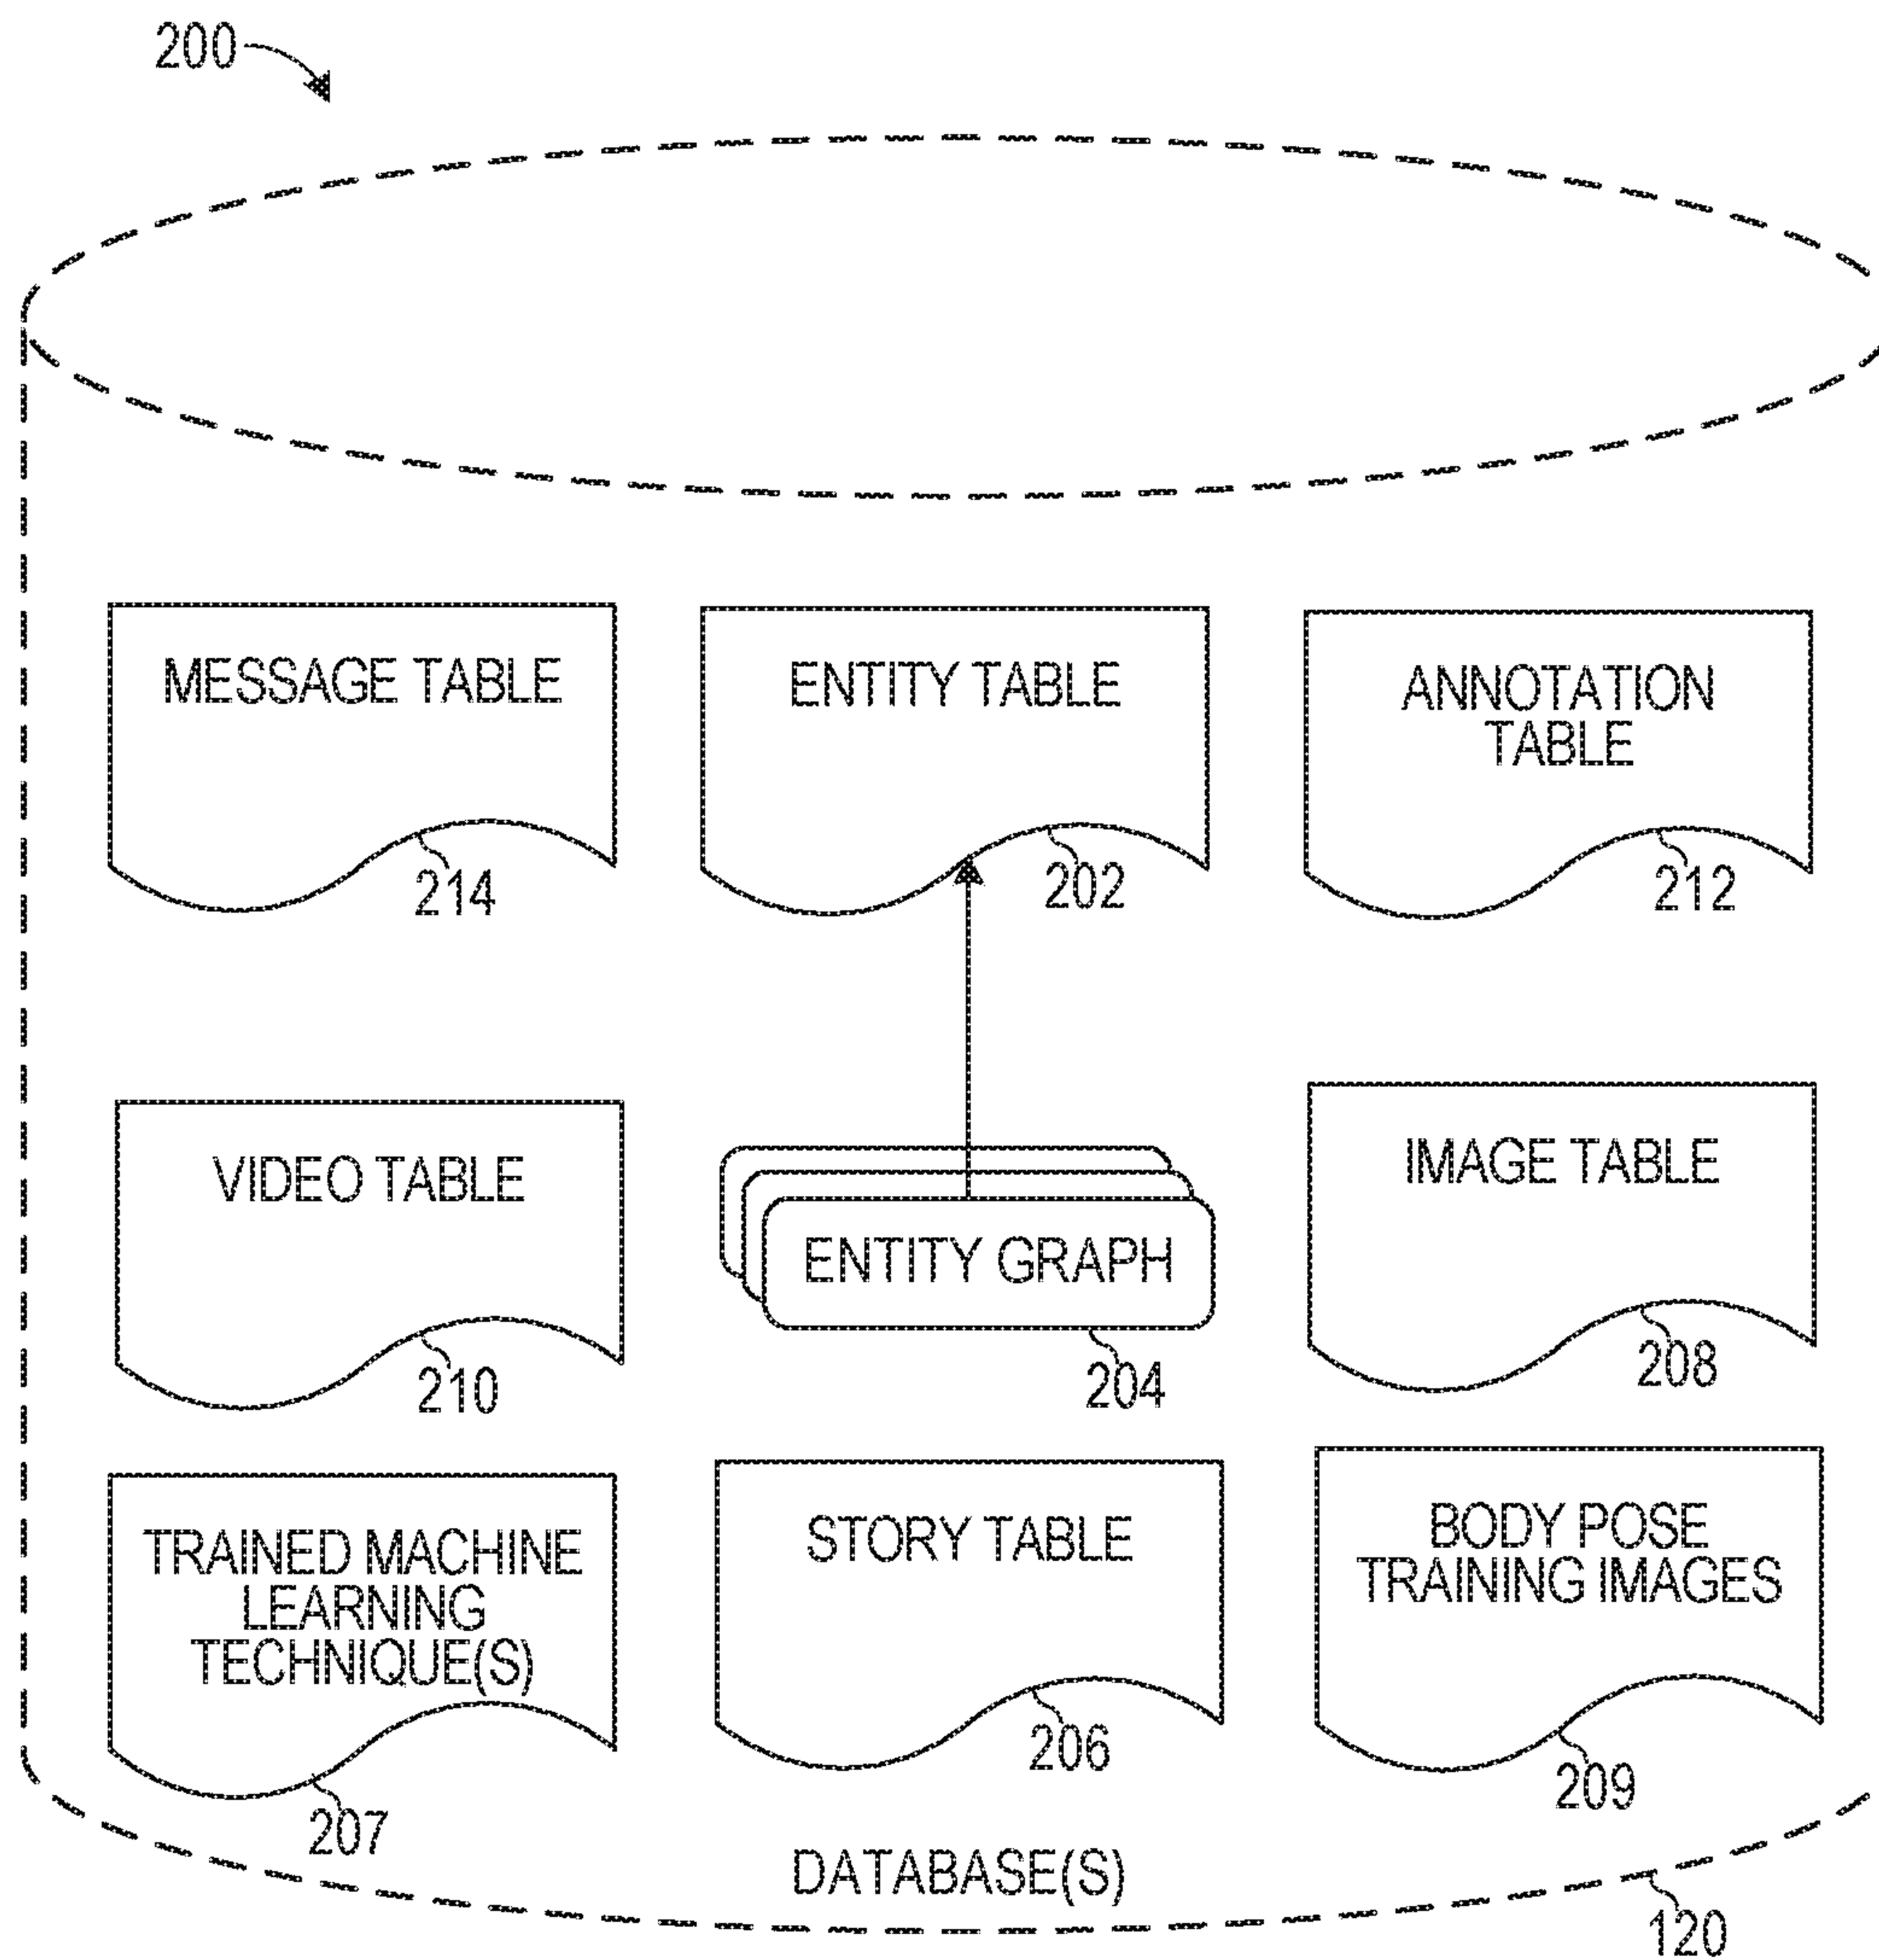 200
MESSAGE TABLE
214
ENTITY TABLE
202
ANNOTATION
TABLE
212
VIDEO TABLE
210
ENTITY GRAPH
204
IMAGE TABLE
208
TRAINED MACHINE
LEARNING
TECHNIQUE(S)
207
STORY TABLE
206
BODY POSE
TRAINING IMAGES
209
DATABASE(S)
120